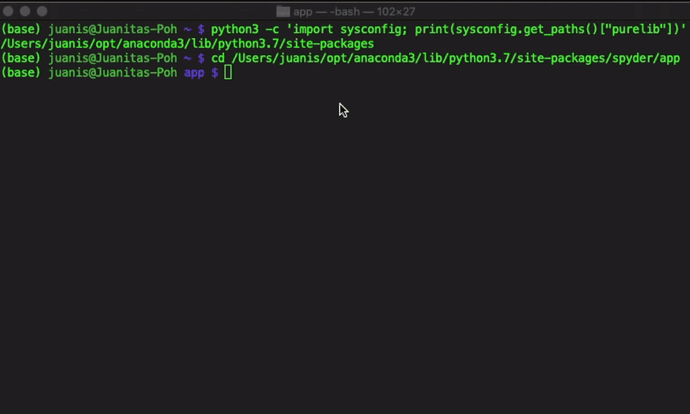 app — -bash — 102×27
(base) juanis@Juanitas-Poh ~ $ python3 -c 'import sysconfig; print(sysconfig.get_paths()["purelib"])'
/Users/juanis/opt/anaconda3/lib/python3.7/site-packages
(base) juanis@Juanitas-Poh ~ $ cd /Users/juanis/opt/anaconda3/lib/python3.7/site-packages/spyder/app
(base) juanis@Juanitas-Poh app $